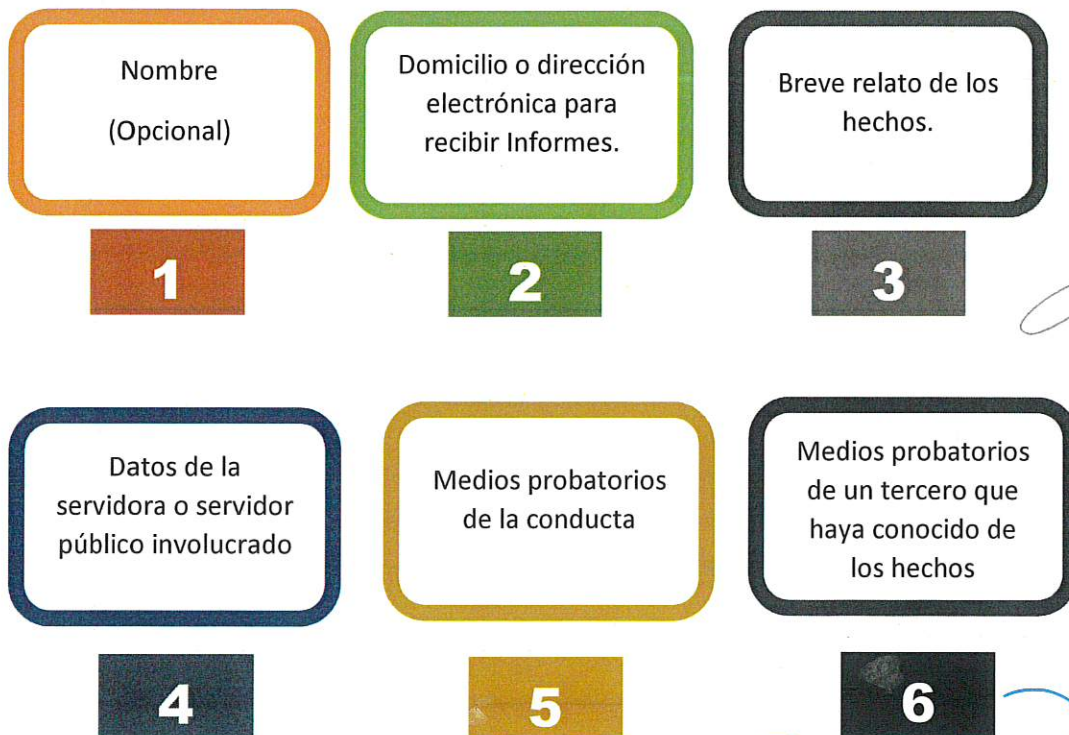 Nombre
(Opcional)
Domicilio o dirección
electrónica para
recibir Informes.
Breve relato de los
hechos.
1
2
3
Datos de la
servidora o servidor
público involucrado
Medios probatorios
de la conducta
Medios probatorios
de un tercero que
haya conocido de
los hechos
4
5
6